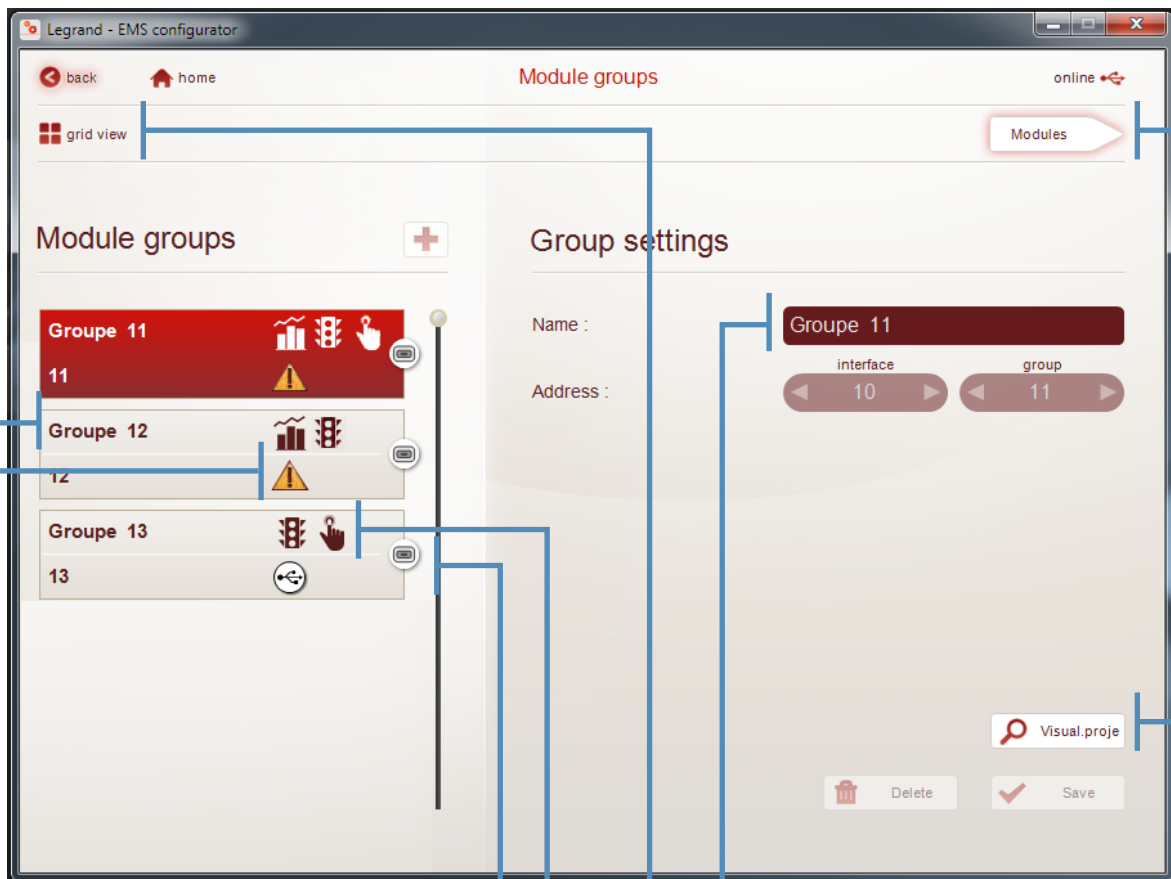 Legrand - EMS configurator
back
home
Module groups
online
grid view
Modules
Module groups
Groupe 11
11
Groupe 12
12
Groupe 13
13
Group settings
Name :
Groupe 11
interface
group
Address :
10
11
Visual.proje
Delete
Save